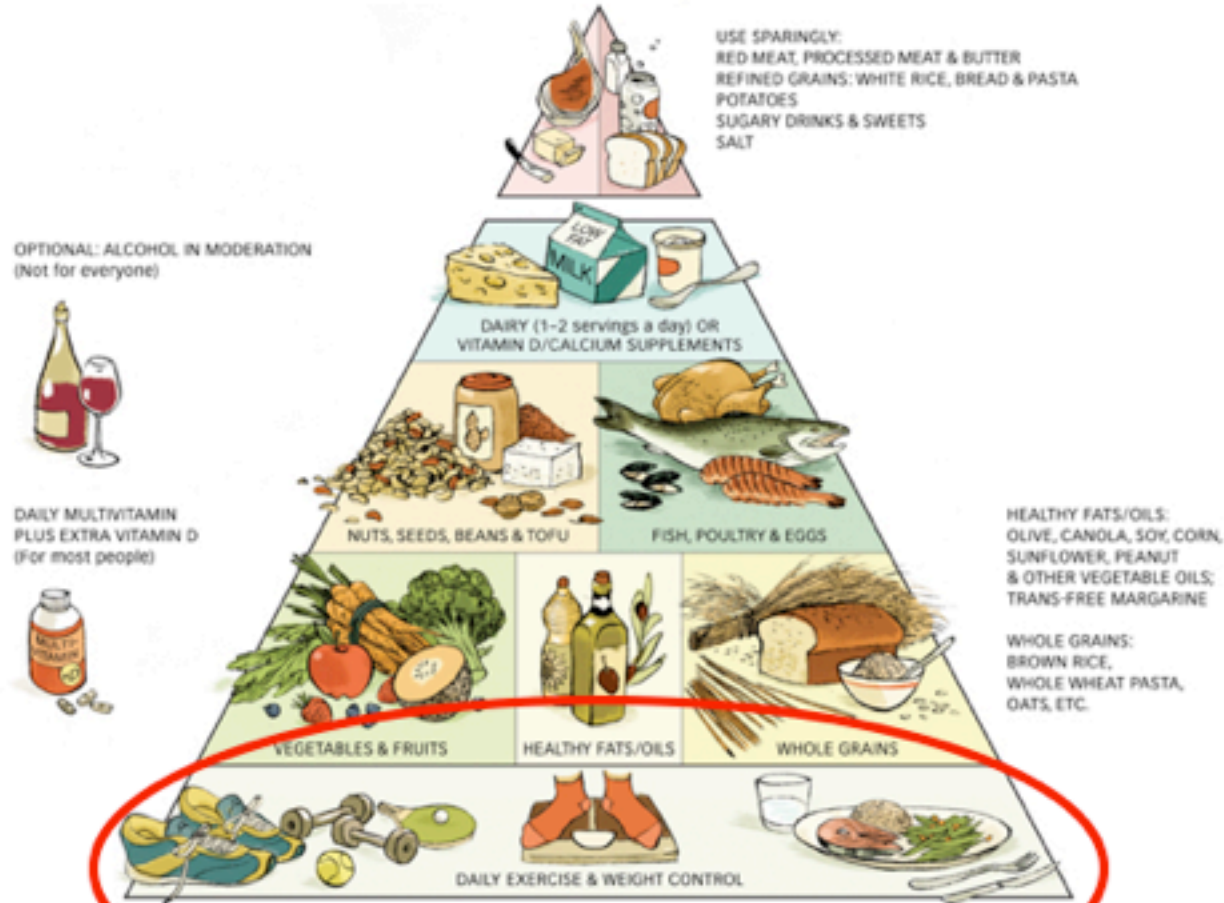 USE SPARINGLY:
RED MEAT, PROCESSED MEAT & BUTTER
REFINED GRAINS: WHITE RICE, BREAD & PASTA
POTATOES
SUGARY DRINKS & SWEETS
SALT
OPTIONAL: ALCOHOL IN MODERATION
(Not for everyone)
LOW
FAT
MILK
DAIRY (1–2 servings a day) OR
VITAMIN D/CALCIUM SUPPLEMENTS
NUTS, SEEDS, BEANS & TOFU
FISH, POULTRY & EGGS
DAILY MULTIVITAMIN
PLUS EXTRA VITAMIN D
(For most people)
MULTI-
VITAMIN
HEALTHY FATS/OILS:
OLIVE, CANOLA, SOY, CORN,
SUNFLOWER, PEANUT
& OTHER VEGETABLE OILS;
TRANS-FREE MARGARINE
WHOLE GRAINS:
BROWN RICE,
WHOLE WHEAT PASTA,
OATS, ETC.
VEGETABLES & FRUITS
HEALTHY FATS/OILS
WHOLE GRAINS
DAILY EXERCISE & WEIGHT CONTROL